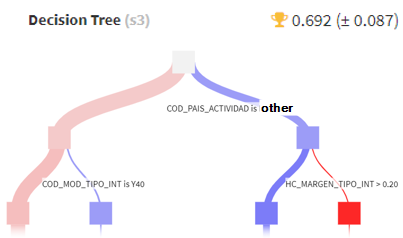 Decision Tree (s3)
0.692 (± 0.087)
COD_PAIS_ACTIVIDAD is other
COD_MOD_TIPO_INT is Y40
HC_MARGEN_TIPO_INT > 0.20